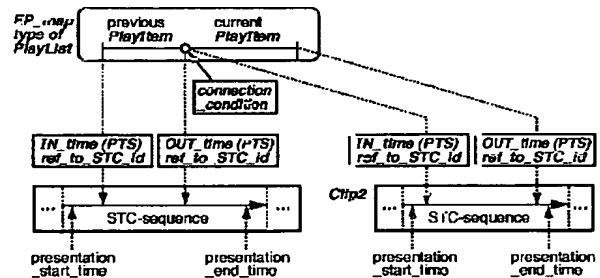 EP_map
type of
PlayList
previous
PlayItem
current
PlayItem
connection
_condition
IN_time (PTS)
ref_to_STC_id
OUT_time (PTS)
ref_to_STC_id
IN_time (PTS)
ref_to_STC_id
OUT_time (PTS)
ref_to_STC_id
...
STC-sequence
...
Clip2
...
STC-sequence
...
presentation
_start_time
presentation
_end_time
presentation
_start_time
presentation
_end_time